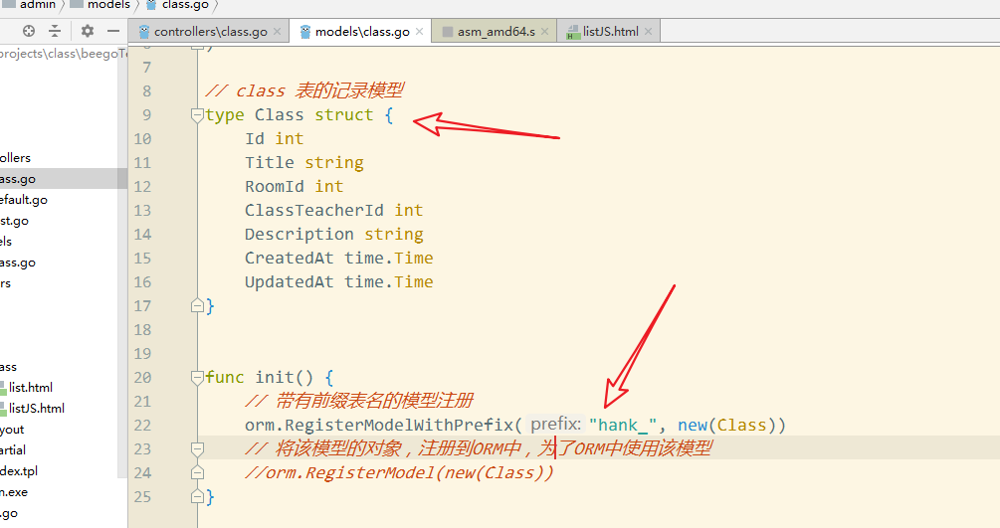 admin
models
class.go
controllers\class.go
models\class.go
asm_amd64.s
listJS.html
projects\class\beegoTe
7
8 // class 表的记录模型
9 type Class struct {
10 Id int
11 Title string
12 RoomId int
13 ClassTeacherId int
14 Description string
15 CreatedAt time.Time
16 UpdatedAt time.Time
17 }
18
19
20 func init() {
21 // 带有前缀表名的模型注册
22 orm.RegisterModelWithPrefix( prefix: "hank_", new(Class))
23 // 将该模型的对象，注册到ORM中，为了ORM中使用该模型
24 //orm.RegisterModel(new(Class))
25 }
ollers
ass.go
efault.go
st.go
els
ass.go
rs
ass
list.html
listJS.html
yout
artial
dex.tpl
n.exe
.go